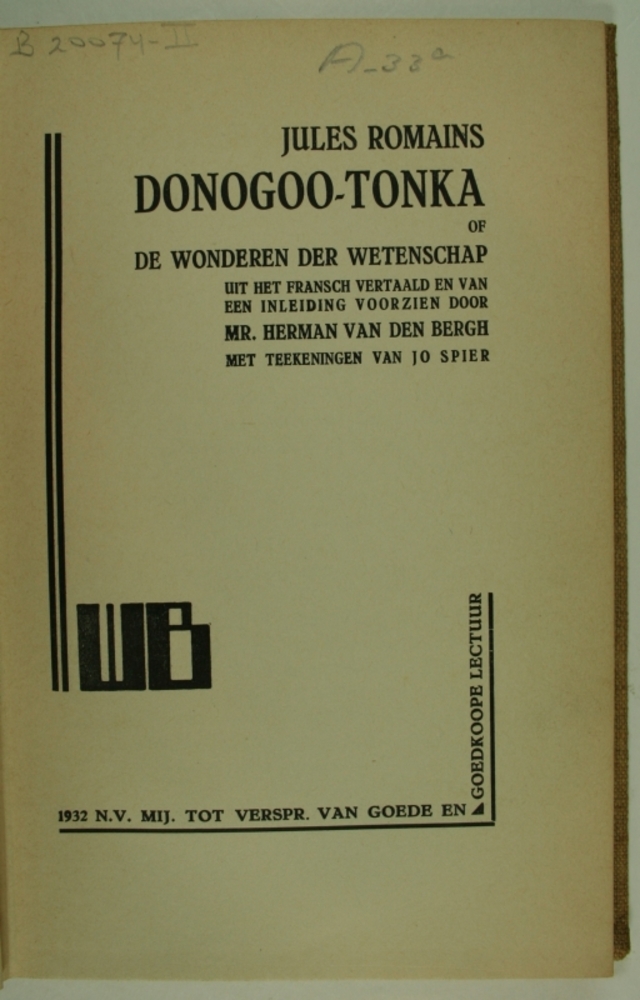 B 20074-II
A-33a
JULES ROMAINS
DONOGOO-TONKA
OF
DE WONDEREN DER WETENSCHAP
UIT HET FRANSCH VERTAALD EN VAN
EEN INLEIDING VOORZIEN DOOR
MR. HERMAN VAN DEN BERGH
MET TEEKENINGEN VAN JO SPIER
WB
1932 N.V. MIJ. TOT VERSPR. VAN GOEDE EN
GOEDKOOPE LECTUUR